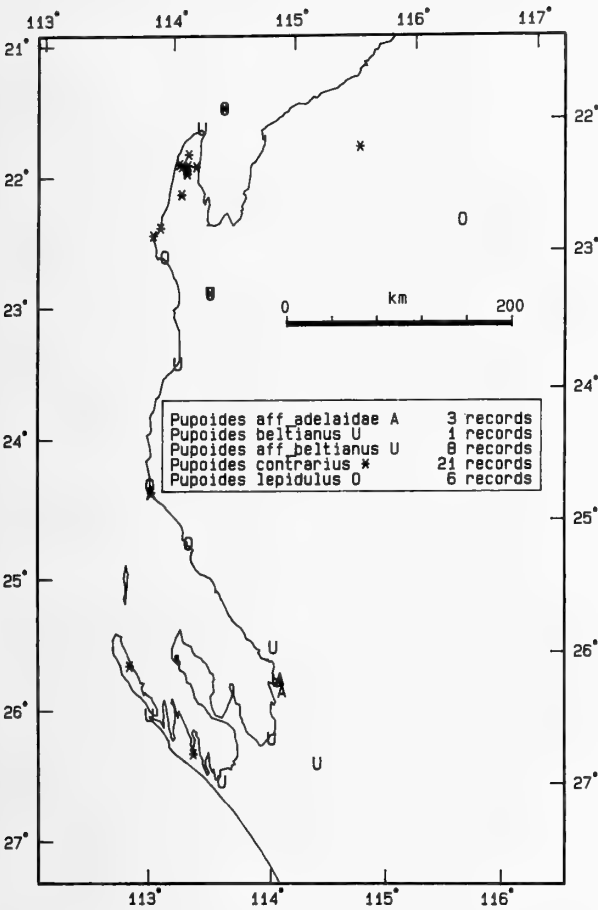 113° 114° 115° 116° 117°
21°
22°
22°
23°
23°
24°
24°
25°
25°
26°
26°
27°
27°
0 km 200
Pupoides aff adelaidae A 3 records
Pupoides beltianus U 1 records
Pupoides aff beltianus U 8 records
Pupoides contrarius * 21 records
Pupoides lepidulus O 6 records
U
*
*
O
O
U
O
*
O
U
A
A
*
U
U
U
*
U
113° 114° 115° 116°